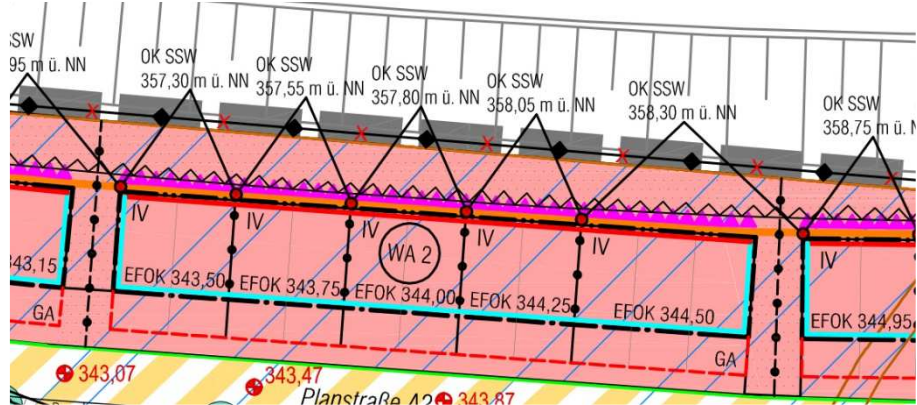 SSW
95 m ü. NN
OK SSW
357,30 m ü. NN
OK SSW
357,55 m ü. NN
OK SSW
357,80 m ü. NN
OK SSW
358,05 m ü. NN
OK SSW
358,30 m ü. NN
OK SSW
358,75 m ü. N
IV
IV
IV
IV
IV
IV
WA 2
343,15
EFOK 343,50
EFOK 343,75
EFOK 344,00
EFOK 344,25
EFOK 344,50
EFOK 344,95
GA
GA
343,07
343,47
Planstraße A2
343,87